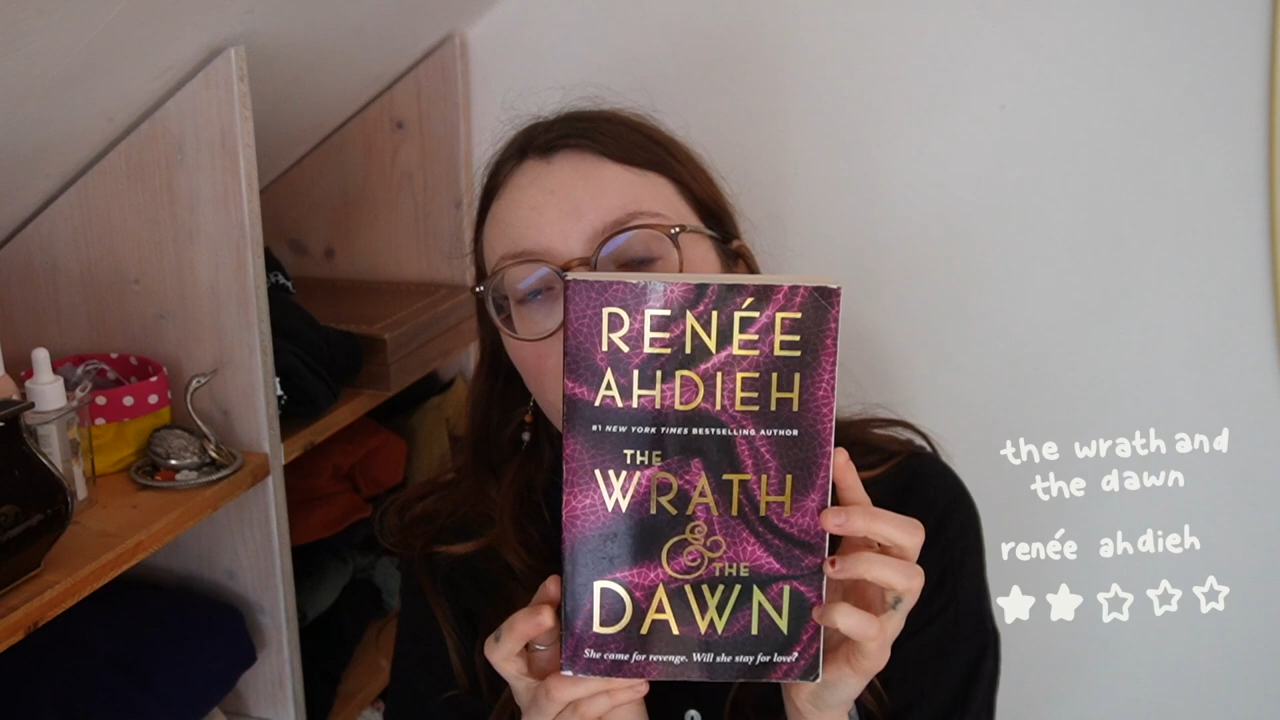 RENÉE
AHDIEH
#1 NEW YORK TIMES BESTSELLING AUTHOR
THE
WRATH
& THE
DAWN
She came for revenge. Will she stay for love?
the wrath and
the dawn
renée ahdieh